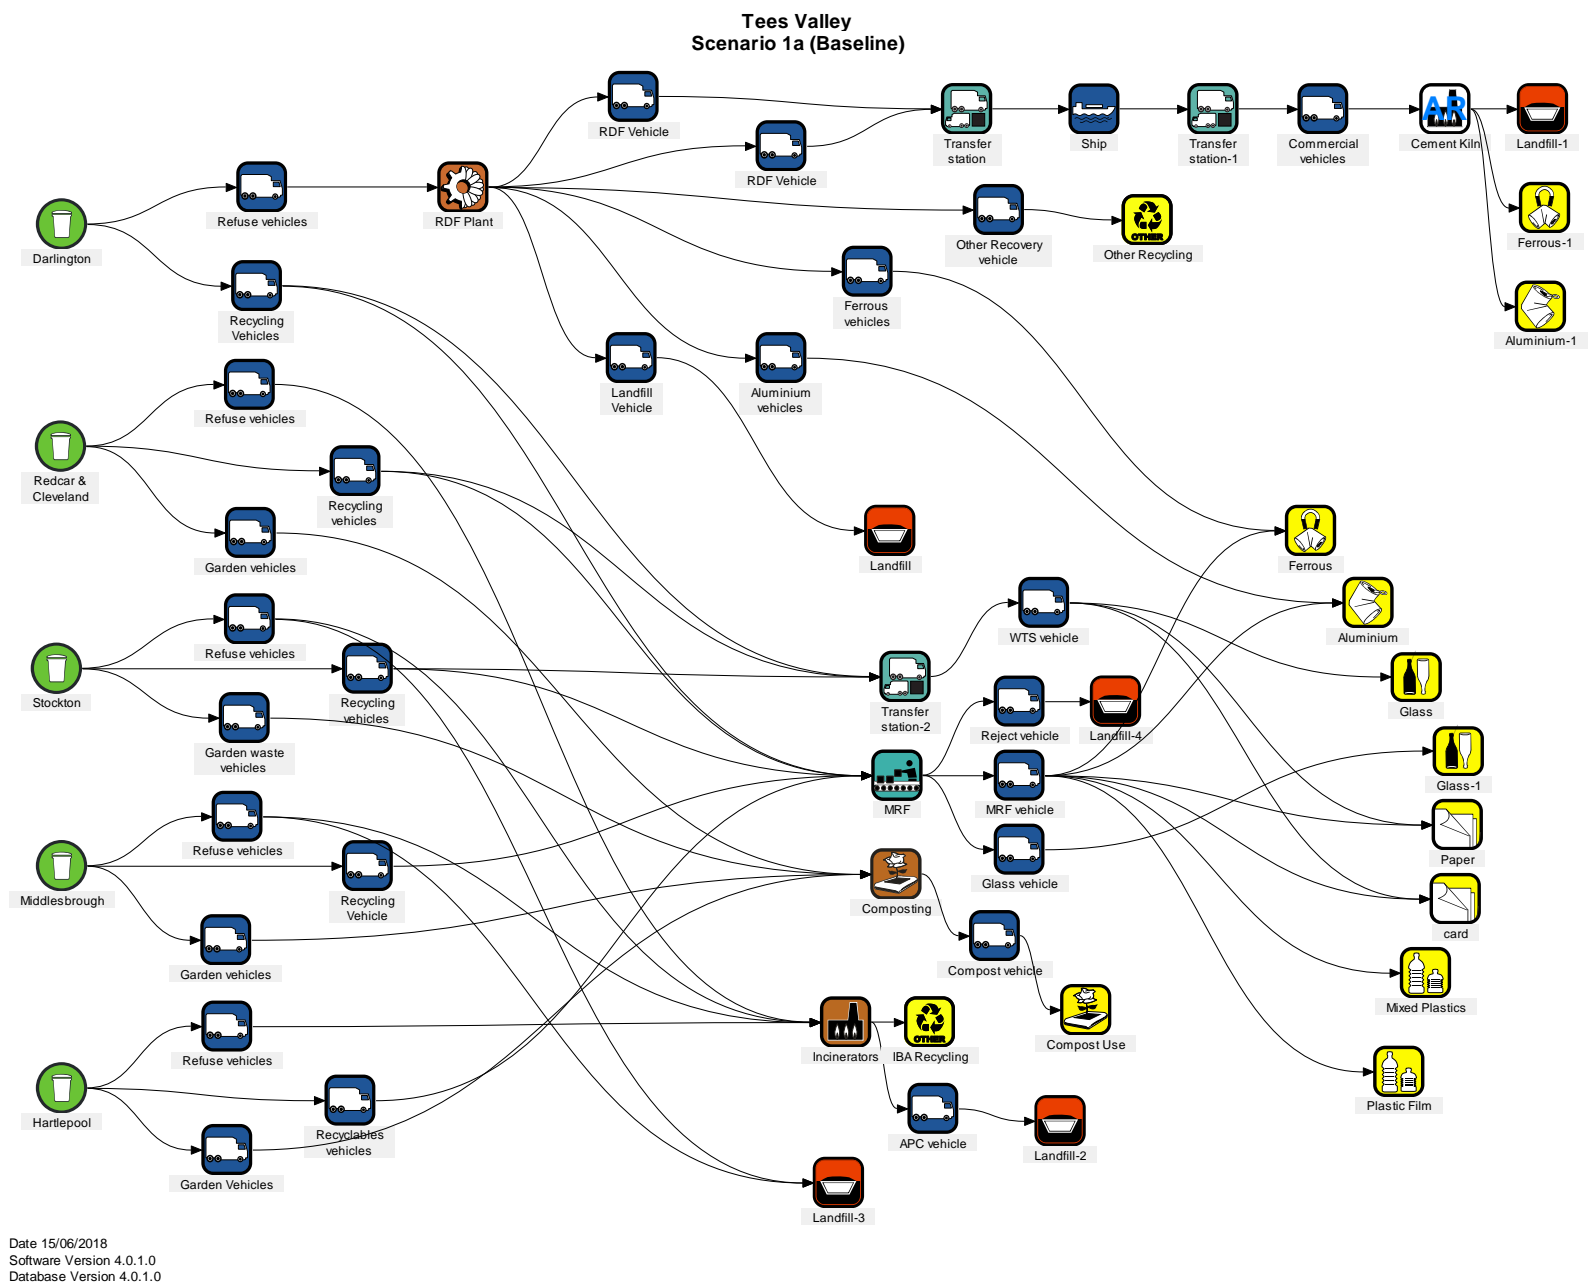 Tees Valley
Scenario 1a (Baseline)
RDF Vehicle
Transfer
station
Ship
Transfer
station-1
Commercial
vehicles
AR
Cement Kiln
Landfill-1
RDF Vehicle
Refuse vehicles
RDF Plant
Darlington
Other Recovery
vehicle
OTHER
Other Recycling
Ferrous-1
Recycling
Vehicles
Ferrous
vehicles
Aluminium-1
Refuse vehicles
Landfill
Vehicle
Aluminium
vehicles
Redcar &
Cleveland
Recycling
vehicles
Garden vehicles
Landfill
Ferrous
Refuse vehicles
WTS vehicle
Aluminium
Stockton
Recycling
vehicles
Transfer
station-2
Reject vehicle
Landfill-4
Glass
Garden waste
vehicles
MRF
MRF vehicle
Glass-1
Refuse vehicles
Paper
Middlesbrough
Recycling
Vehicle
Composting
Glass vehicle
card
Garden vehicles
Compost vehicle
Mixed Plastics
Refuse vehicles
Incinerators
OTHER
IBA Recycling
Compost Use
Hartlepool
Recyclables
vehicles
APC vehicle
Landfill-2
Plastic Film
Garden Vehicles
Landfill-3
Date 15/06/2018
Software Version 4.0.1.0
Database Version 4.0.1.0